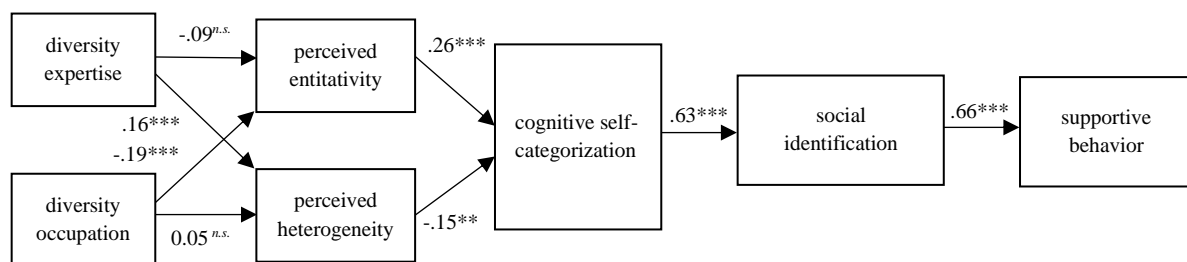 diversity
expertise
-.09n.s.
perceived
entitativity
.26***
cognitive self-
categorization
.63***
social
identification
.66***
supportive
behavior
.16***
-.19***
diversity
occupation
0.05 n.s.
perceived
heterogeneity
-.15**